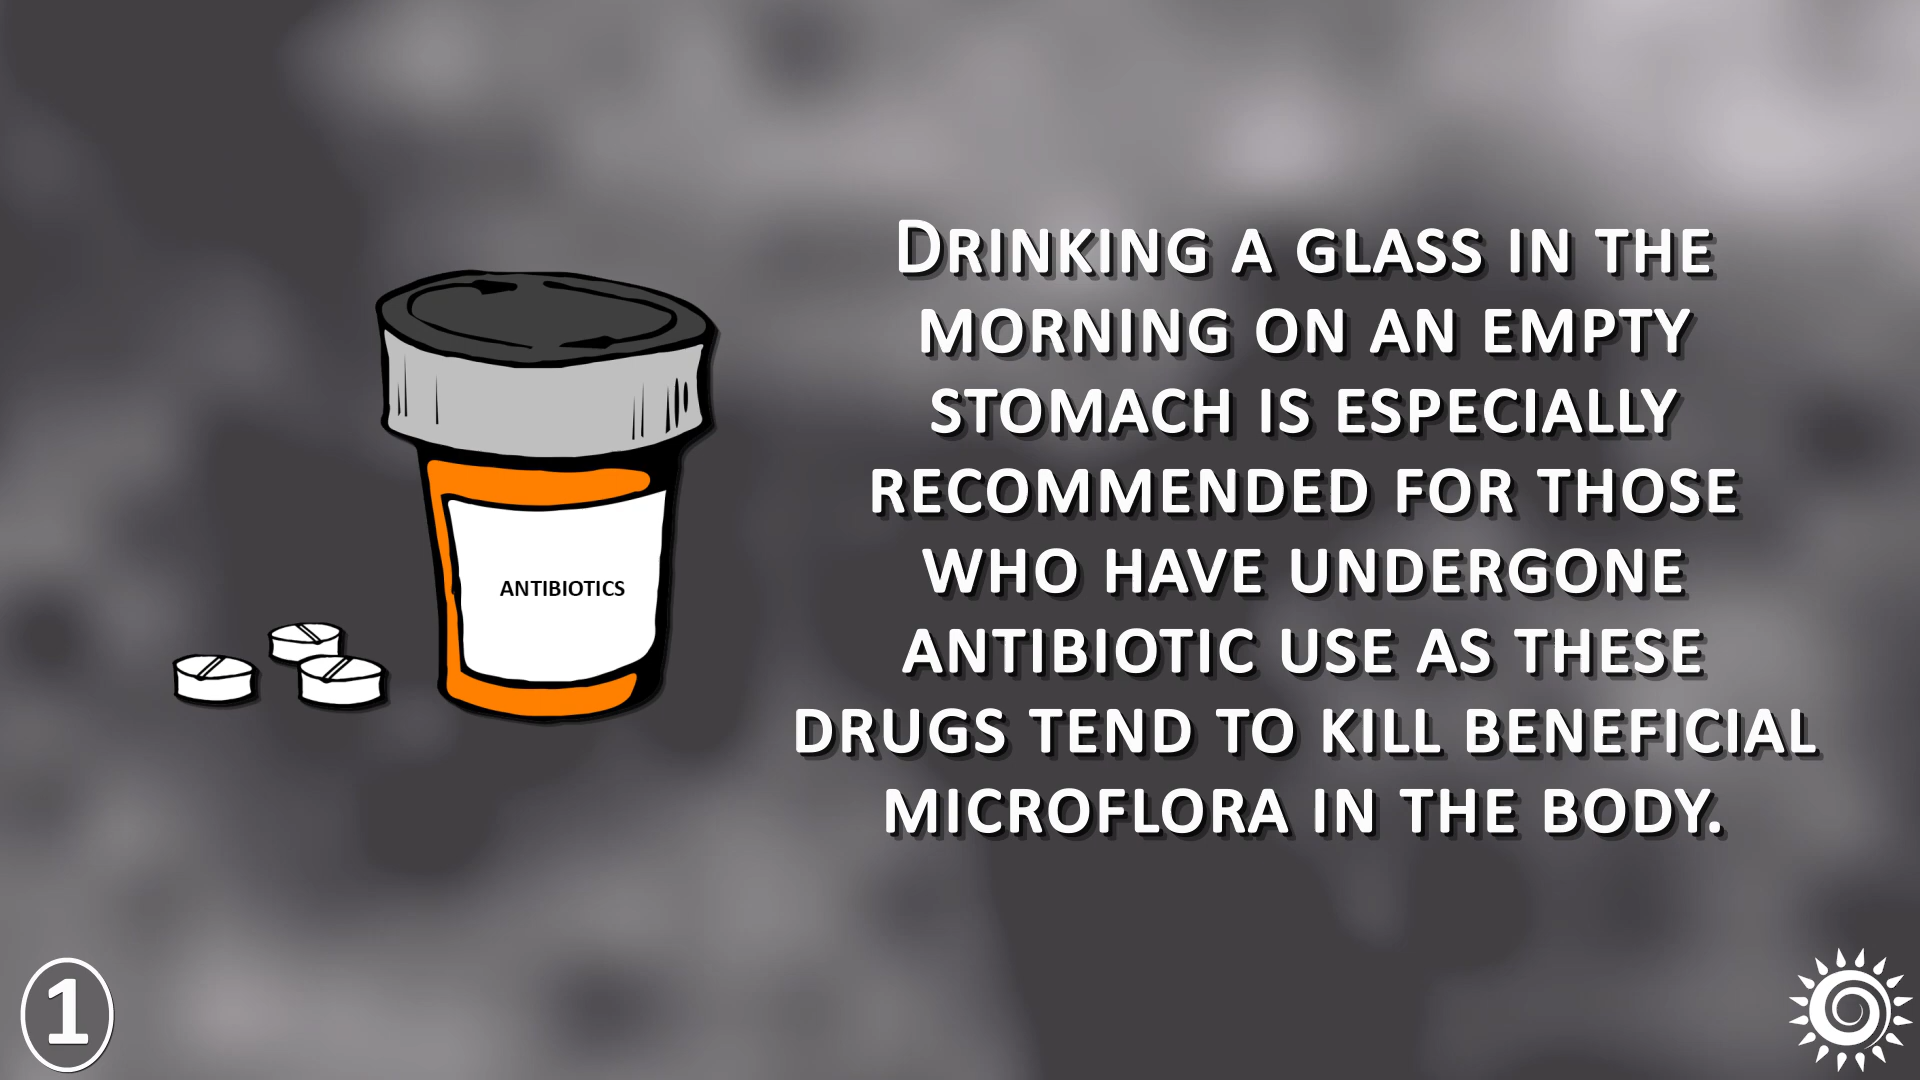 Drinking a glass in the
morning on an empty
stomach is especially
recommended for those
who have undergone
antibiotic use as these
drugs tend to kill beneficial
microflora in the body.
ANTIBIOTICS
1